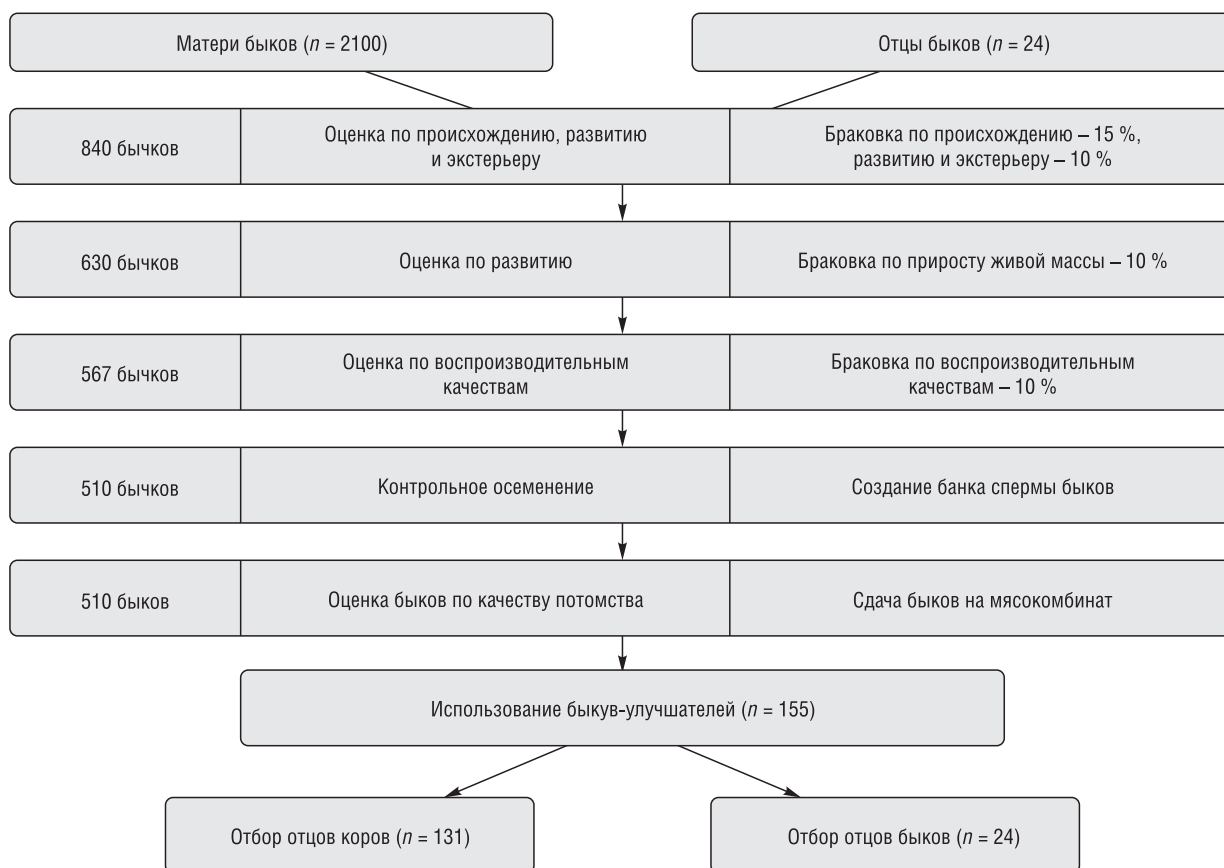 Матери быков (n = 2100)
Отцы быков (n = 24)
840 бычков
Оценка по происхождению, развитию
и экстерьеру
Браковка по происхождению – 15 %,
развитию и экстерьеру – 10 %
630 бычков
Оценка по развитию
Браковка по приросту живой массы – 10 %
567 бычков
Оценка по воспроизводительным
качествам
Браковка по воспроизводительным
качествам – 10 %
510 бычков
Контрольное осеменение
Создание банка спермы быков
510 быков
Оценка быков по качеству потомства
Сдача быков на мясокомбинат
Использование быкув-улучшателей (n = 155)
Отбор отцов коров (n = 131)
Отбор отцов быков (n = 24)